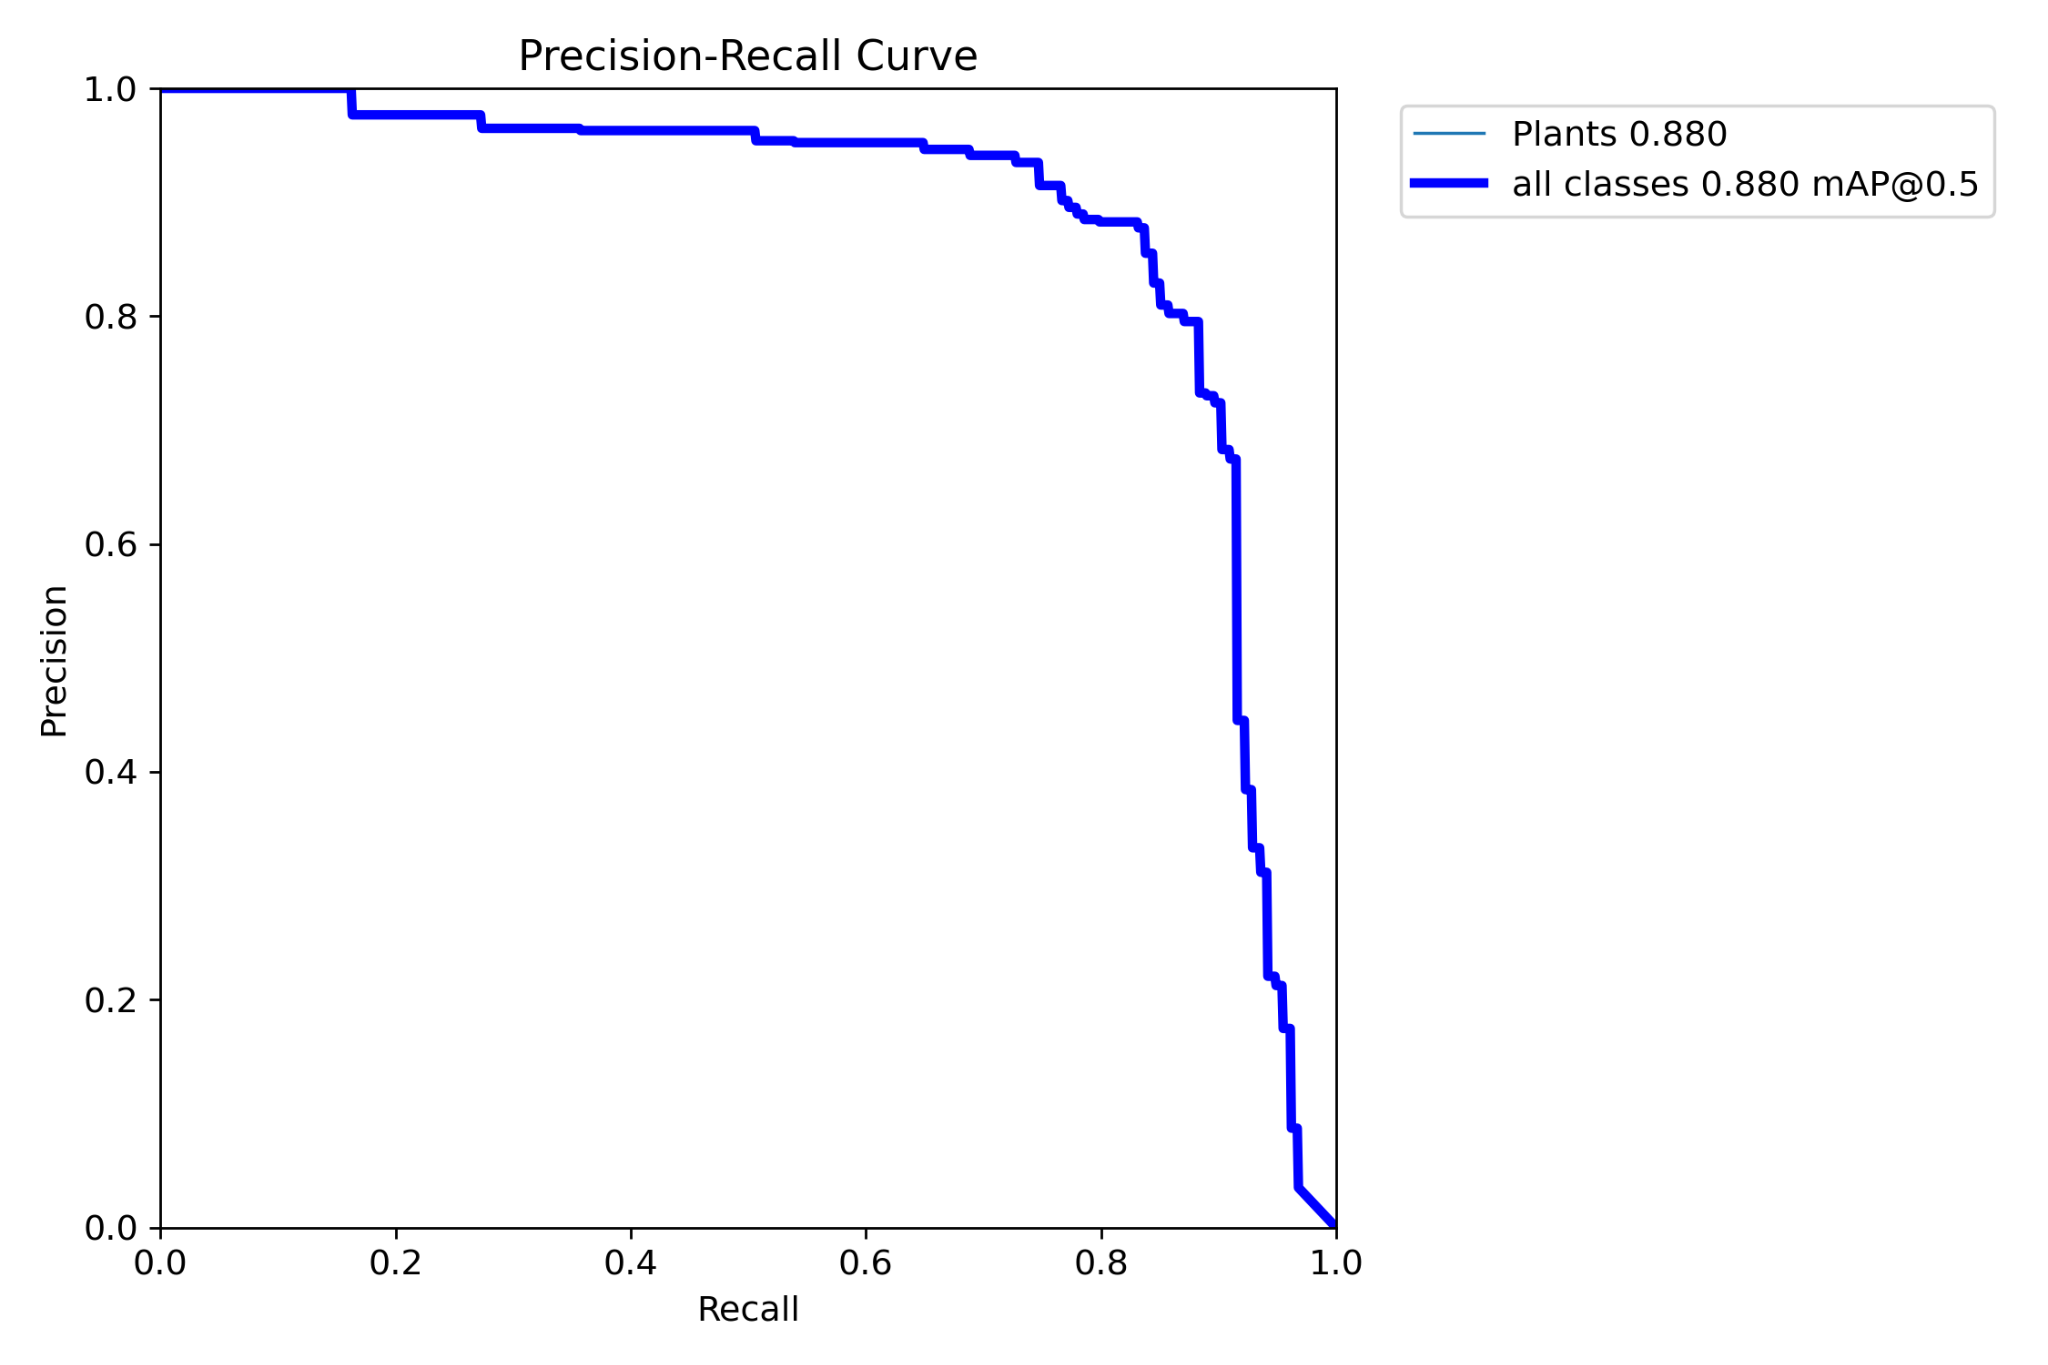 Precision-Recall Curve
1.0
0.8
0.6
0.4
0.2
0.0
Precision
0.0 0.2 0.4 0.6 0.8 1.0
Recall
Plants 0.880
all classes 0.880 mAP@0.5